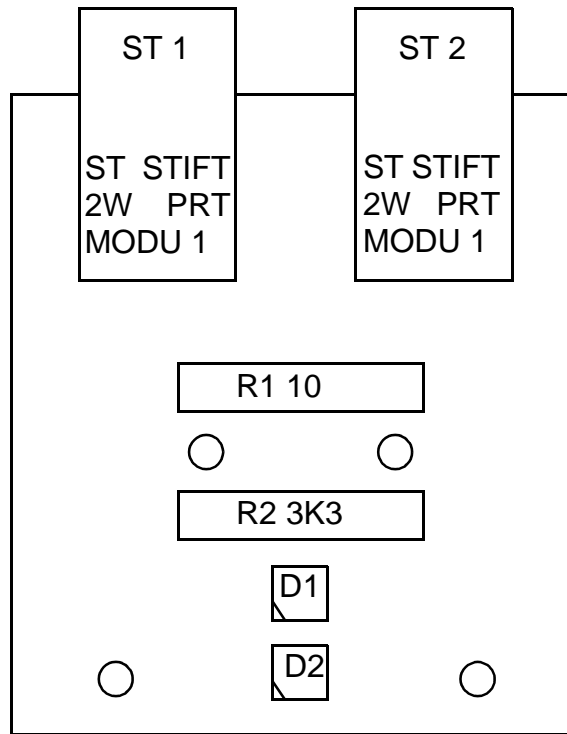 ST 1
ST STIFT
2W PRT
MODU 1
ST 2
ST STIFT
2W PRT
MODU 1
R1 10
R2 3K3
D1
D2